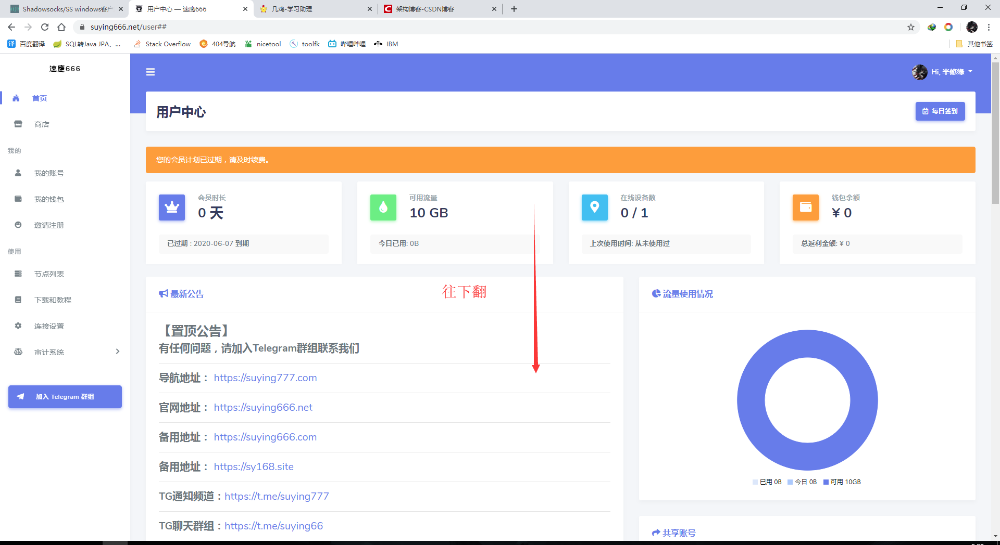 Shadowsocks/SS windows客户
用户中心 — 速鹰666
几鸡-学习助理
架构博客-CSDN博客
suying666.net/user##
百度翻译
SQL转Java JPA、...
Stack Overflow
404导航
nicetool
toolfk
哔哩哔哩
IBM
其他书签
速鹰666
Hi, 半修缘
首页
商店
我的
我的账号
我的钱包
邀请注册
使用
节点列表
下载和教程
连接设置
审计系统
加入 Telegram 群组
用户中心
每日签到
您的会员计划已过期，请及时续费。
会员时长
0 天
已过期 : 2020-06-07 到期
可用流量
10 GB
今日已用: 0B
在线设备数
0 / 1
上次使用时间: 从未使用过
钱包余额
¥ 0
总返利金额: ¥ 0
最新公告
往下翻
【置顶公告】
有任何问题，请加入Telegram群组联系我们
导航地址： https://suying777.com
官网地址： https://suying666.net
备用地址： https://suying666.com
备用地址： https://sy168.site
TG通知频道：https://t.me/suying777
TG聊天群组：https://t.me/suying66
流量使用情况
已用 0B 今日 0B 可用 10GB
共享账号